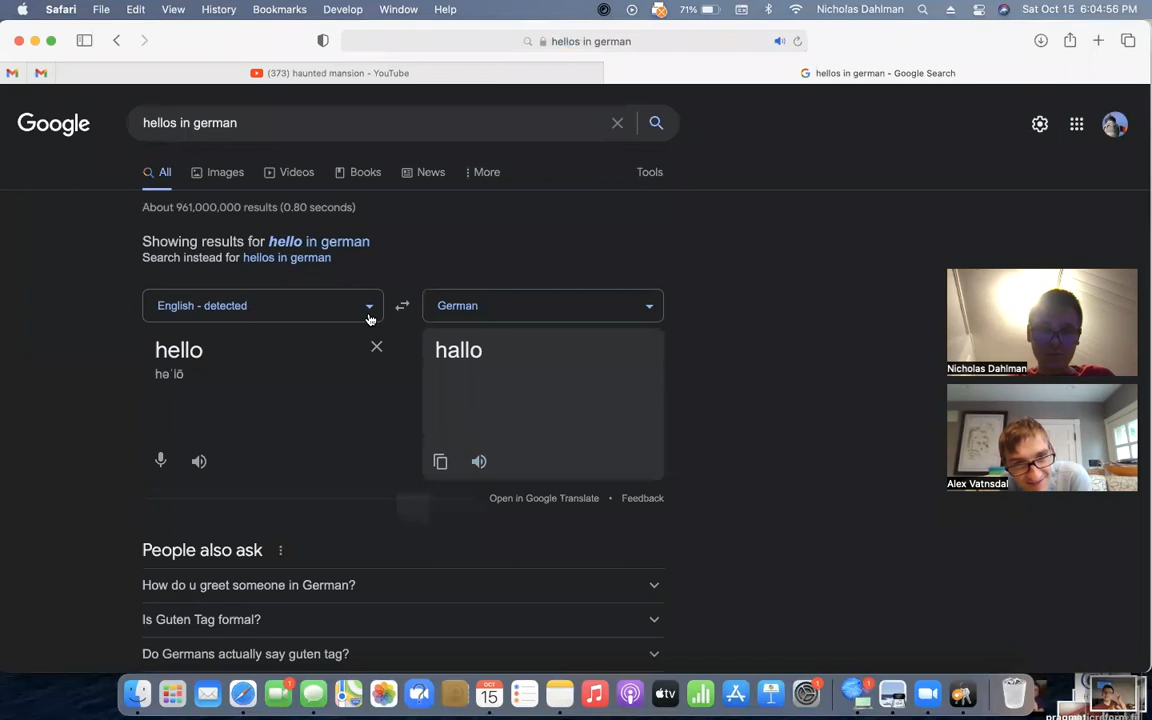 Safari File Edit View History Bookmarks Develop Window Help 71% Nicholas Dahlman Sat Oct 15 6:04:56 PM
hellos in german
(373) haunted mansion - YouTube
hellos in german - Google Search
Google
hellos in german
All Images Videos Books News More Tools
About 961,000,000 results (0.80 seconds)
Showing results for hello in german
Search instead for hellos in german
English - detected
German
hello
hallo
həˈlō
Nicholas Dahlman
Alex Vatnsdal
Open in Google Translate • Feedback
People also ask
How do u greet someone in German?
Is Guten Tag formal?
Do Germans actually say guten tag?
1
OCT
15
1
1
tv